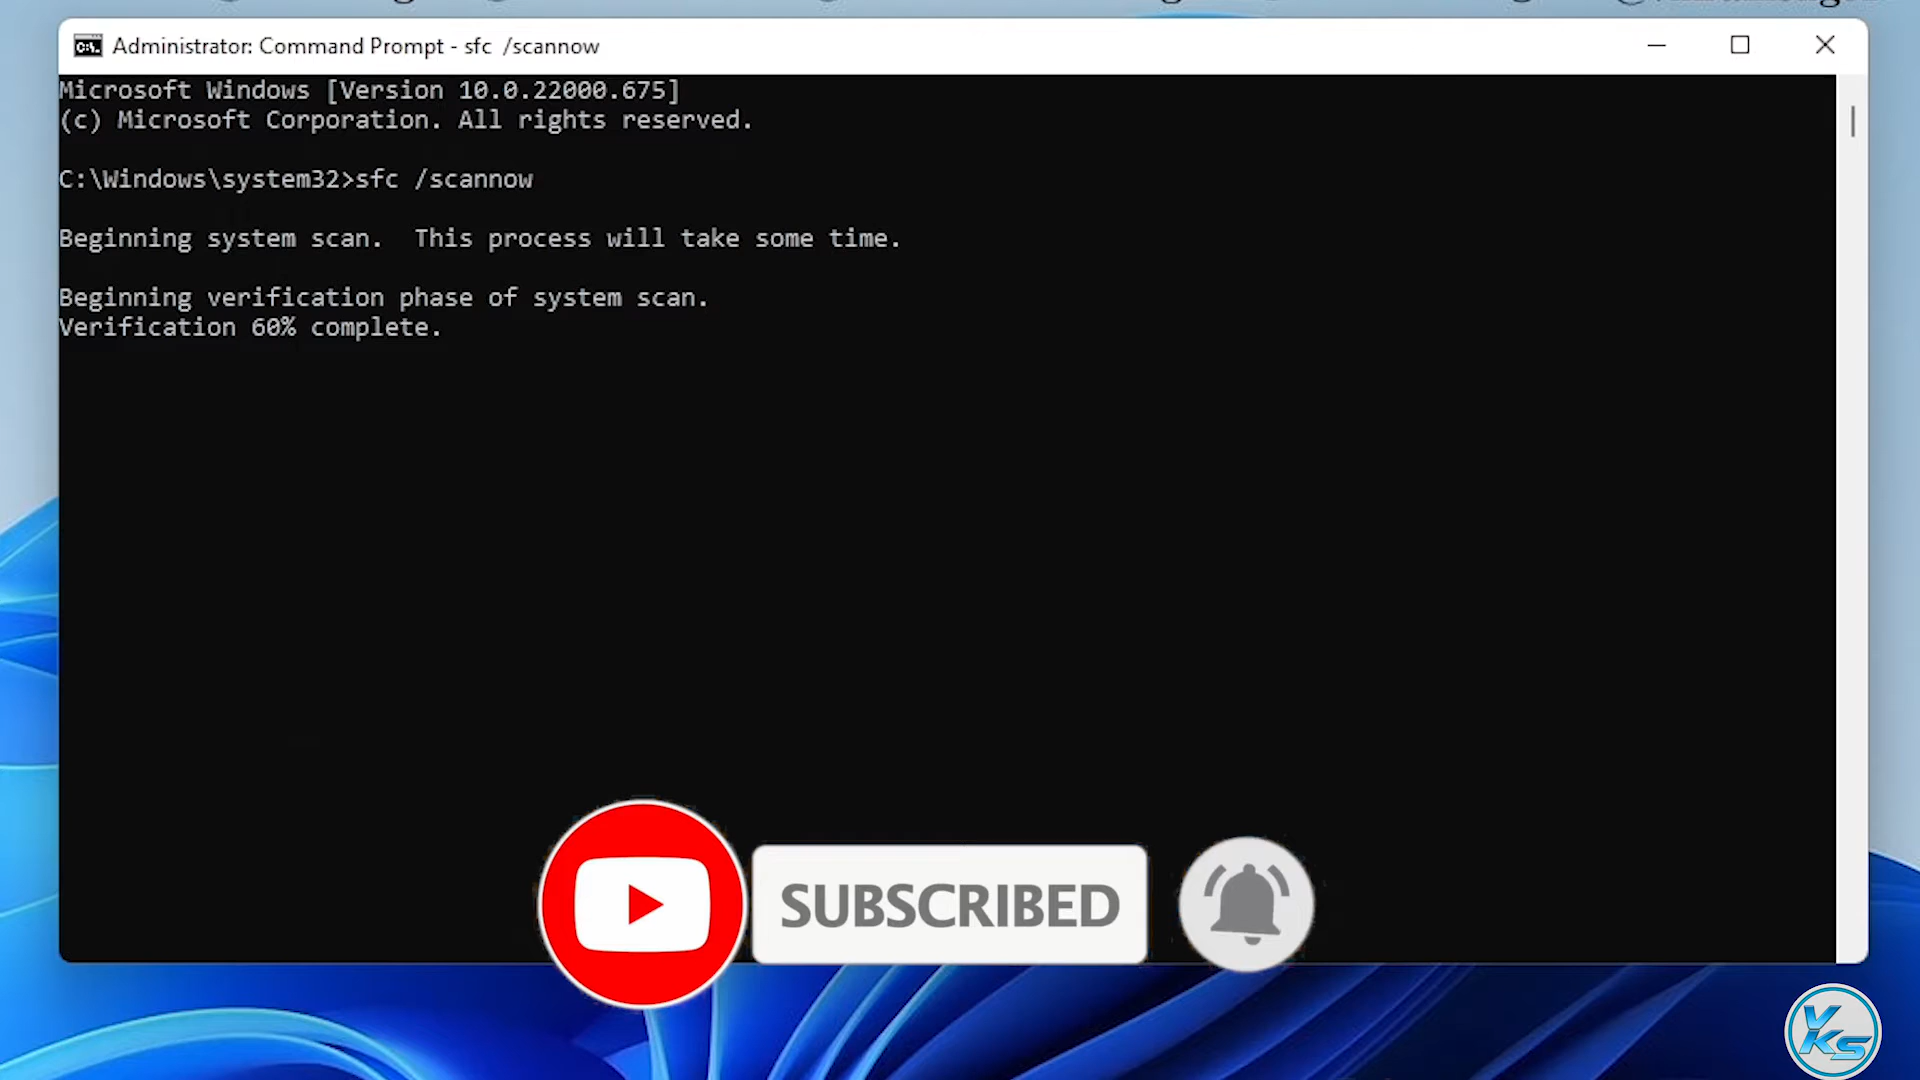 Administrator: Command Prompt - sfc /scannow
Microsoft Windows [Version 10.0.22000.675]
(c) Microsoft Corporation. All rights reserved.
C:\Windows\system32>sfc /scannow
Beginning system scan.  This process will take some time.
Beginning verification phase of system scan.
Verification 60% complete.
SUBSCRIBED
VKS